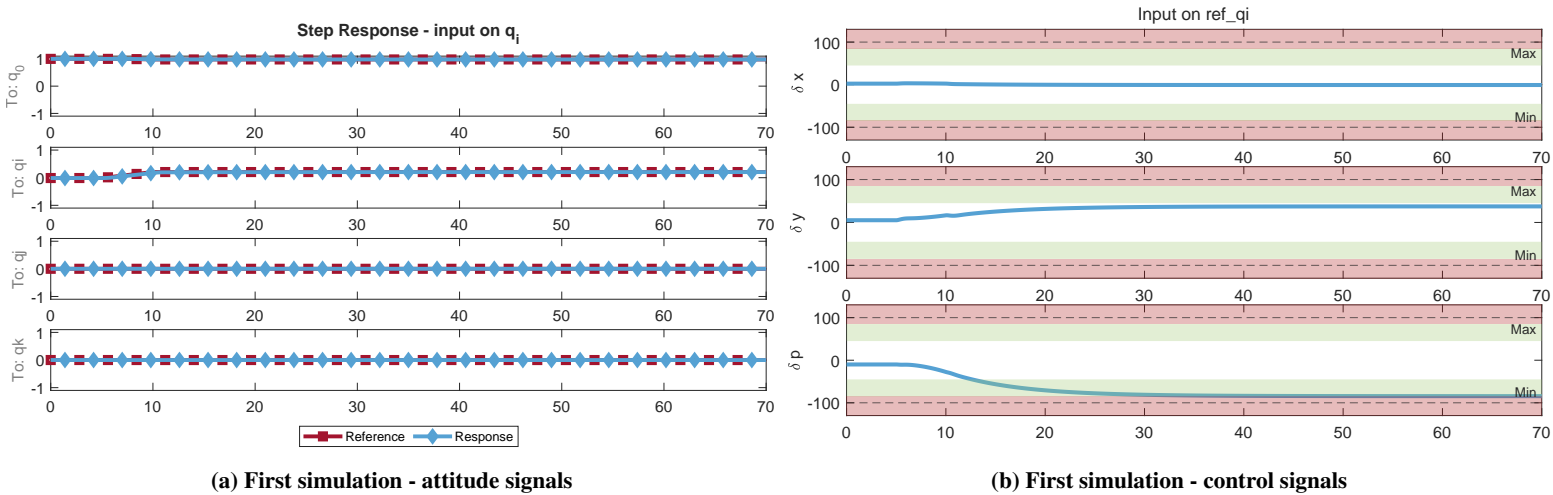 Step Response - input on qi
To: q0
1
0
-1
0 10 20 30 40 50 60 70
To: qi
1
0
-1
0 10 20 30 40 50 60 70
To: qj
1
0
-1
0 10 20 30 40 50 60 70
To: qk
1
0
-1
0 10 20 30 40 50 60 70
Reference Response
(a) First simulation - attitude signals
Input on ref_qi
δ x
100
0
-100
Max
Min
0 10 20 30 40 50 60 70
δ y
100
0
-100
Max
Min
0 10 20 30 40 50 60 70
δ p
100
0
-100
Max
Min
0 10 20 30 40 50 60 70
(b) First simulation - control signals